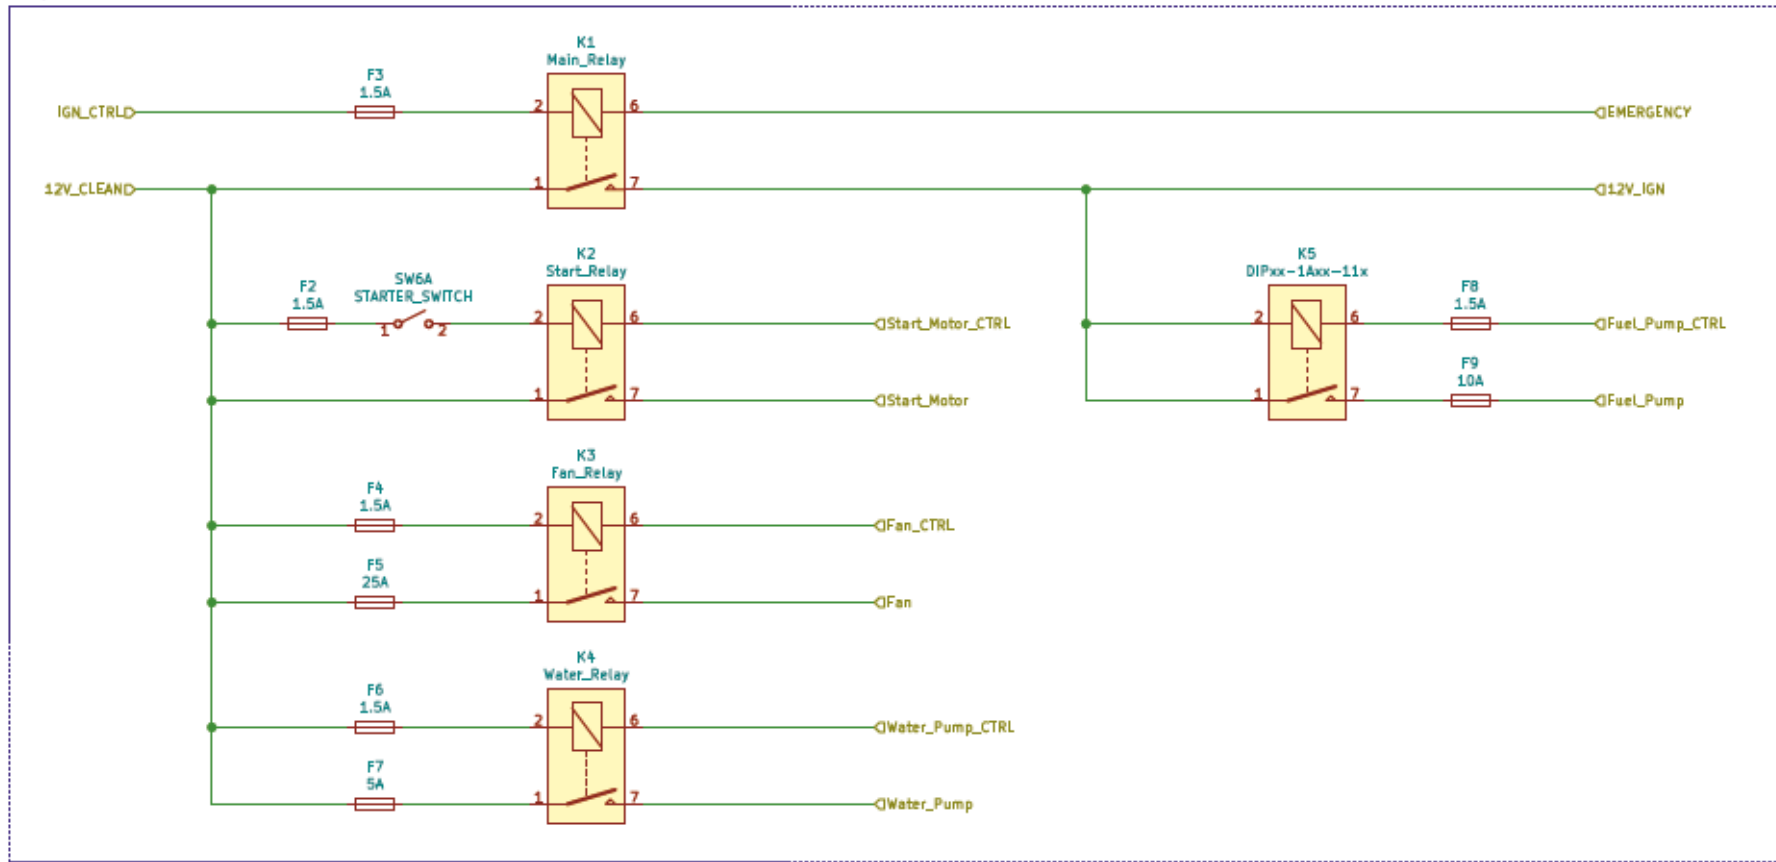 K1
Main_Relay
F3
1.5A
IGN_CTRL
2
6
EMERGENCY
12V_CLEAN
1
7
12V_IGN
K2
Start_Relay
K5
DIPxx-1Axx-11x
F2
1.5A
SW6A
STARTER_SWITCH
1
2
2
6
Start_Motor_CTRL
2
6
F8
1.5A
Fuel_Pump_CTRL
1
7
Start_Motor
1
7
F9
10A
Fuel_Pump
K3
Fan_Relay
F4
1.5A
2
6
Fan_CTRL
F5
25A
1
7
Fan
K4
Water_Relay
F6
1.5A
2
6
Water_Pump_CTRL
F7
5A
1
7
Water_Pump